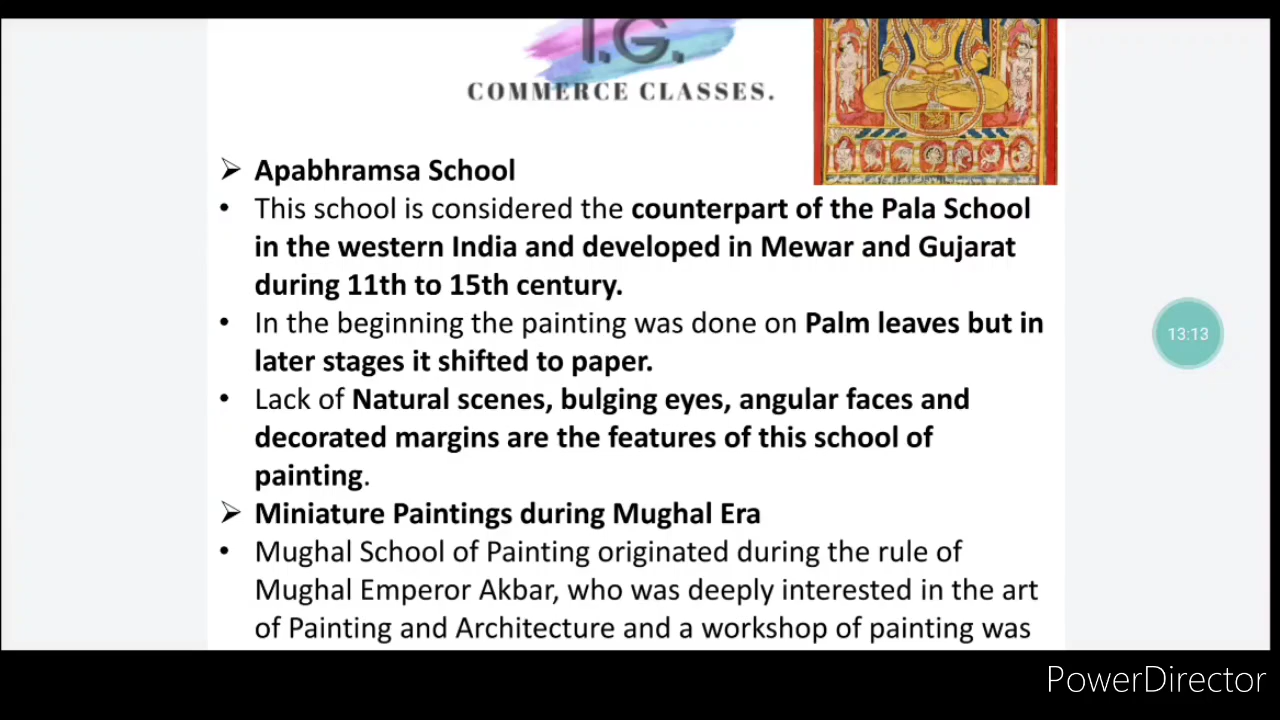 I.G.
COMMERCE CLASSES.
➢ Apabhramsa School
• This school is considered the counterpart of the Pala School
in the western India and developed in Mewar and Gujarat
during 11th to 15th century.
• In the beginning the painting was done on Palm leaves but in
later stages it shifted to paper.
• Lack of Natural scenes, bulging eyes, angular faces and
decorated margins are the features of this school of
painting.
➢ Miniature Paintings during Mughal Era
• Mughal School of Painting originated during the rule of
Mughal Emperor Akbar, who was deeply interested in the art
of Painting and Architecture and a workshop of painting was
13:13
PowerDirector